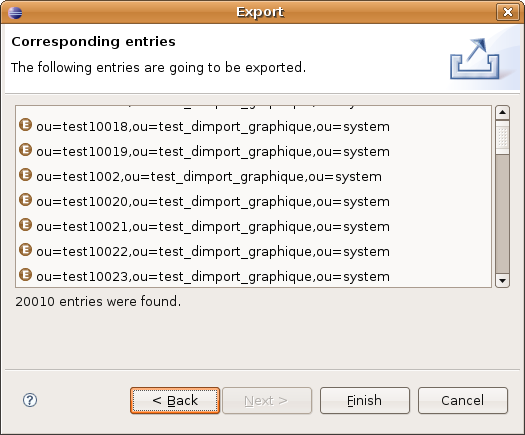 Export
Corresponding entries
The following entries are going to be exported.
E ou=test10018,ou=test_dimport_graphique,ou=system
E ou=test10019,ou=test_dimport_graphique,ou=system
E ou=test1002,ou=test_dimport_graphique,ou=system
E ou=test10020,ou=test_dimport_graphique,ou=system
E ou=test10021,ou=test_dimport_graphique,ou=system
E ou=test10022,ou=test_dimport_graphique,ou=system
E ou=test10023,ou=test_dimport_graphique,ou=system
20010 entries were found.
? < Back Next > Finish Cancel